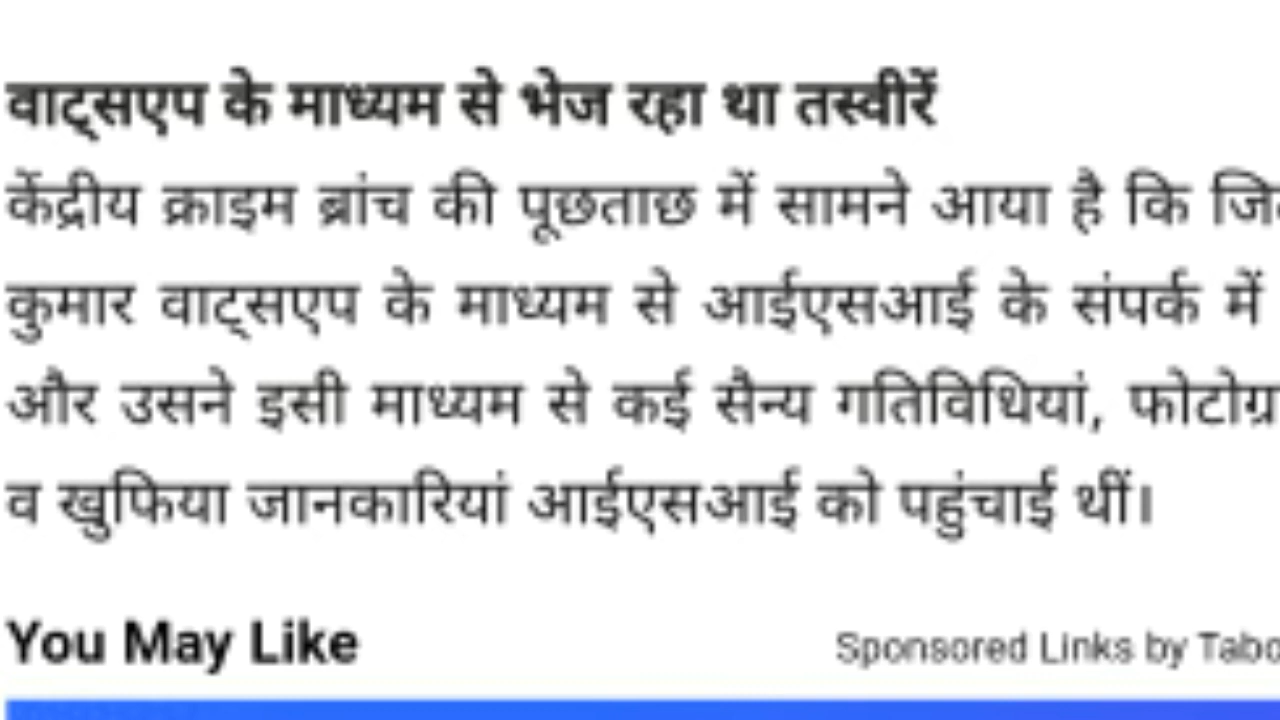 वाट्सएप के माध्यम से भेज रहा था तस्वीरें
केंद्रीय क्राइम ब्रांच की पूछताछ में सामने आया है कि
कुमार वाट्सएप के माध्यम से आईएसआई के संपर्क में
और उसने इसी माध्यम से कई सैन्य गतिविधियां,
व खुफिया जानकारियां आईएसआई को पहुंचाई थीं।
You May Like
Sponsored Links by